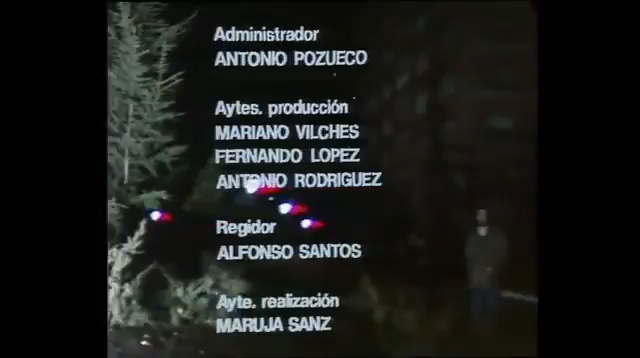 Administrador
ANTONIO POZUECO
Aytes. producción
MARIANO VILCHES
FERNANDO LOPEZ
ANTONIO RODRIGUEZ
Regidor
ALFONSO SANTOS
Ayte. realización
MARUJA SANZ